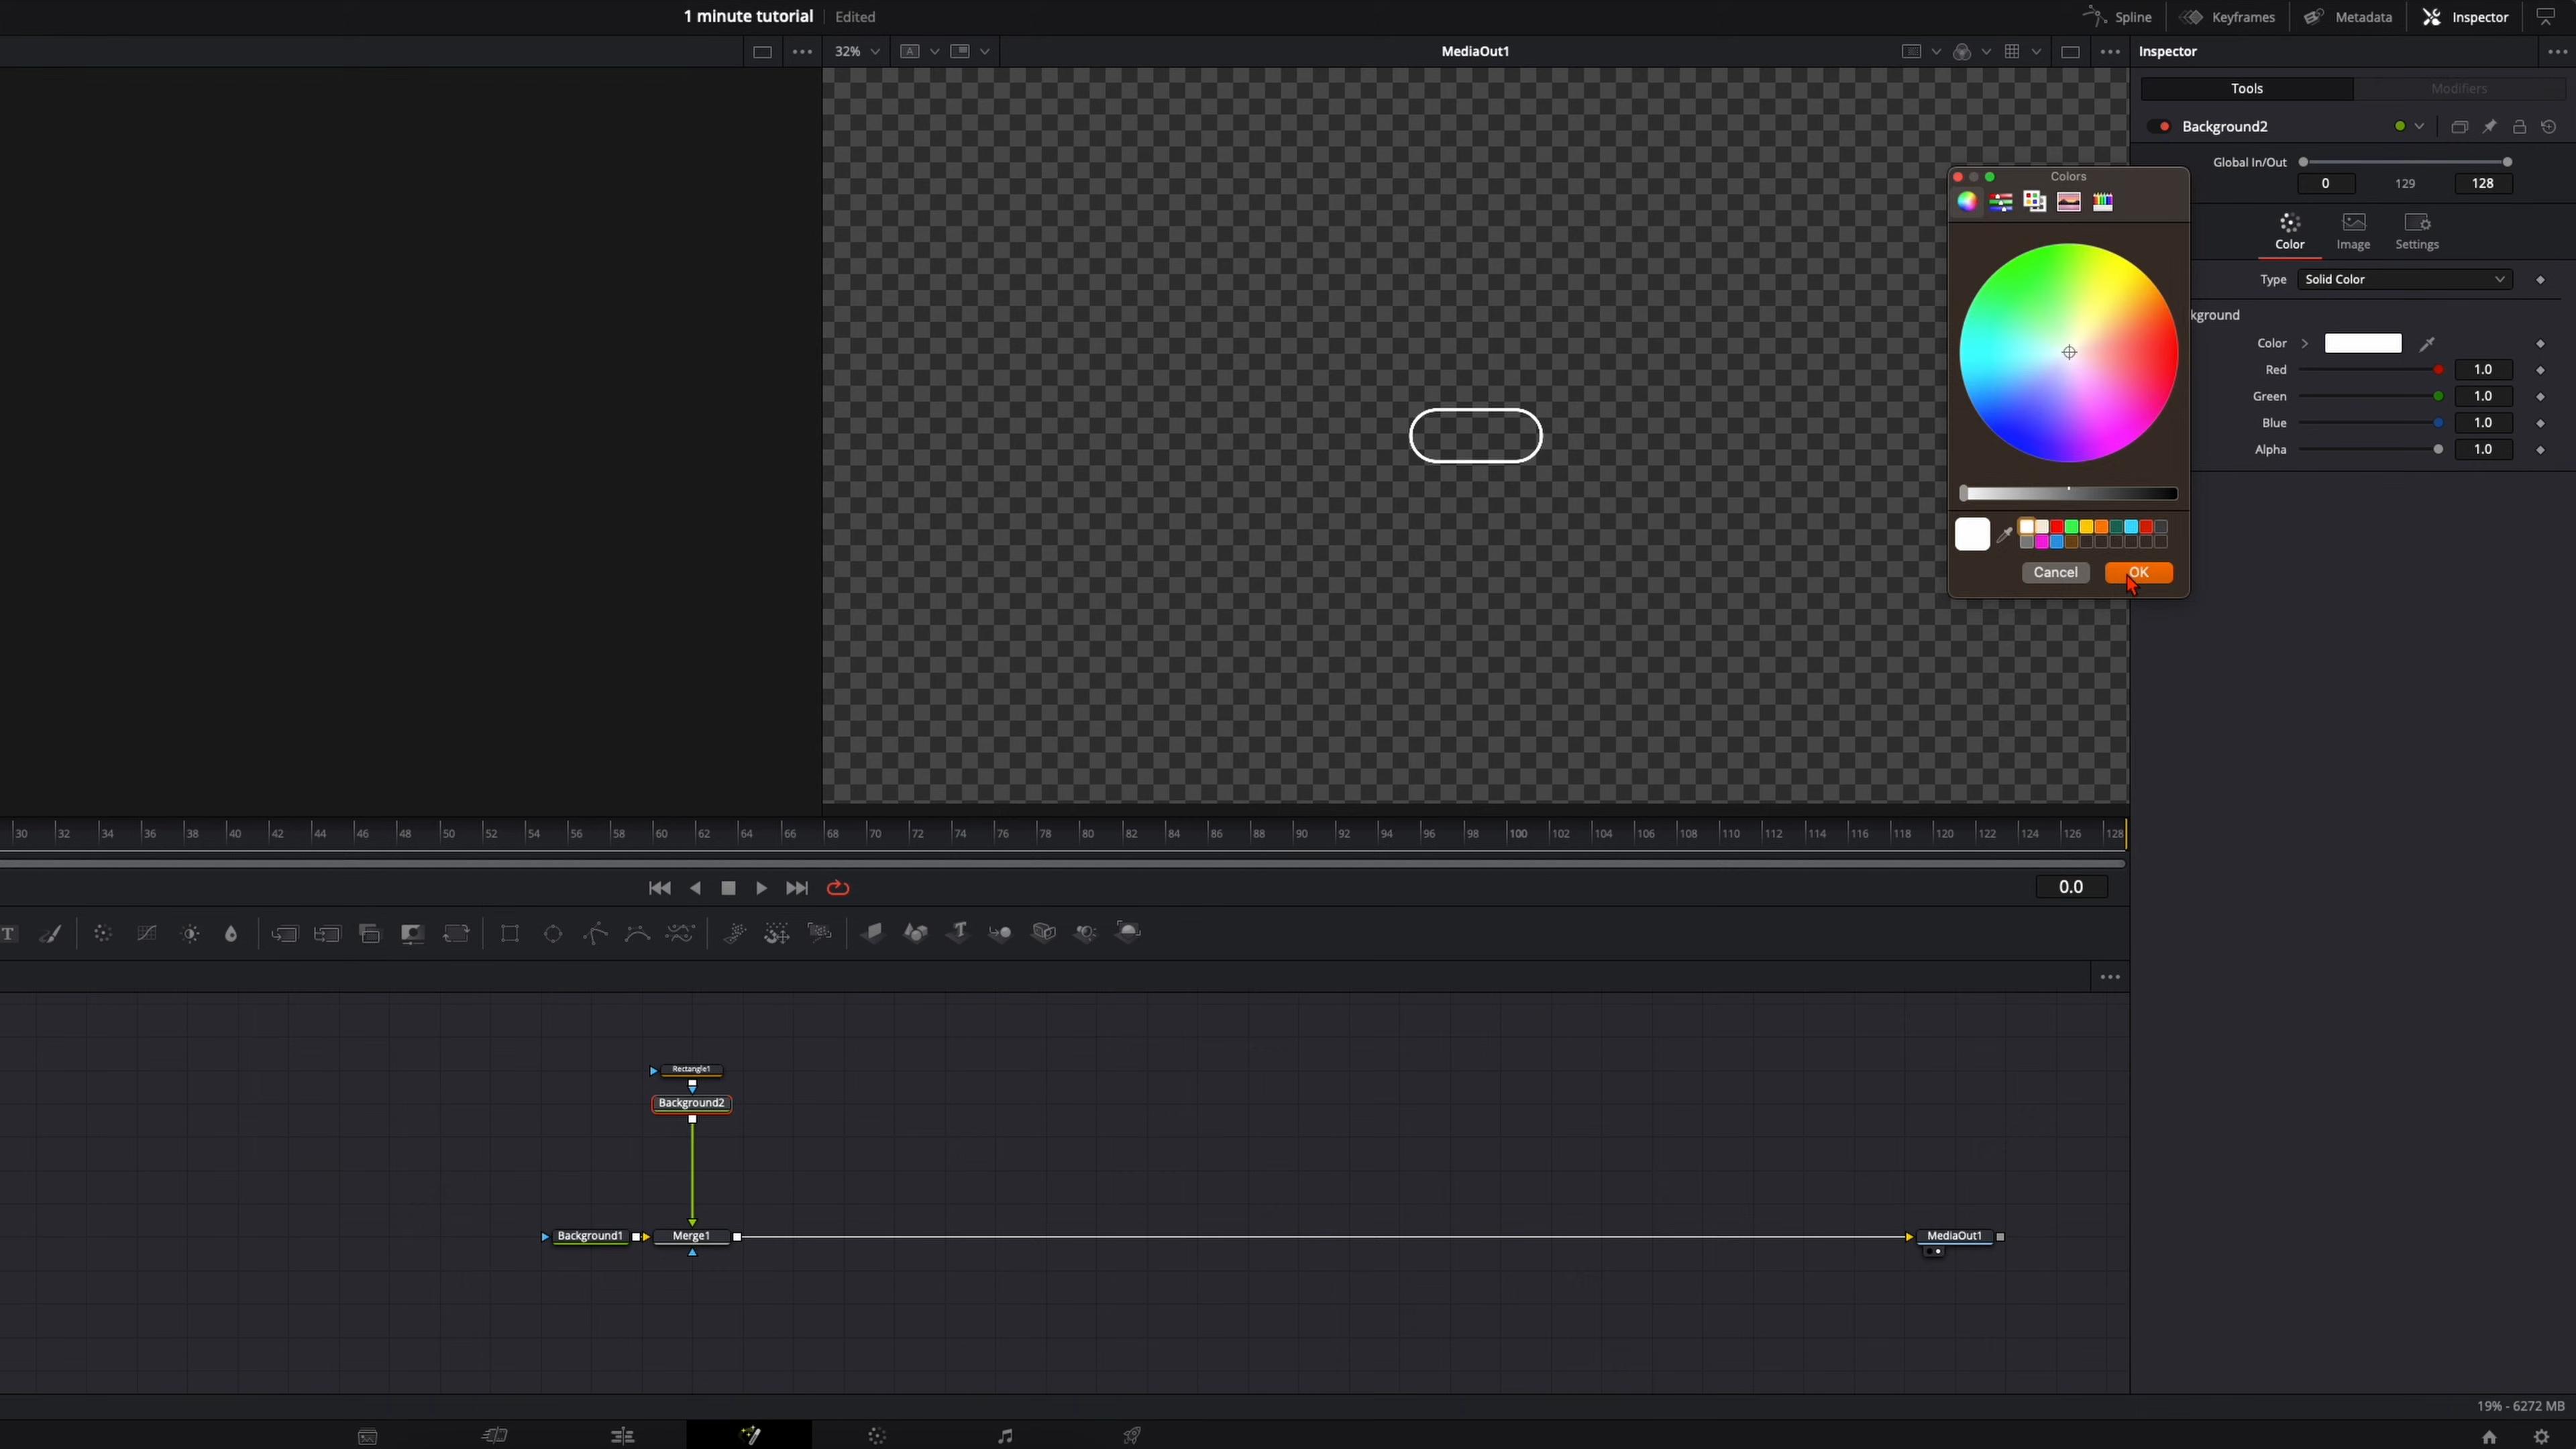 1 minute tutorial Edited
Spline Keyframes Metadata Inspector
32% A MediaOut1 Inspector
Tools Modifiers
Background2
Global In/Out
0 129 128
Colors
Color Image Settings
Type Solid Color
kground
Color
Red 1.0
Green 1.0
Blue 1.0
Alpha 1.0
Cancel OK
30 32 34 36 38 40 42 44 46 48 50 52 54 56 58 60 62 64 66 68 70 72 74 76 78 80 82 84 86 88 90 92 94 96 98 100 102 104 106 108 110 112 114 116 118 120 122 124 126 128
0.0
T T
Rectangle1
Background2
Background1 Merge1 MediaOut1
19% - 6272 MB